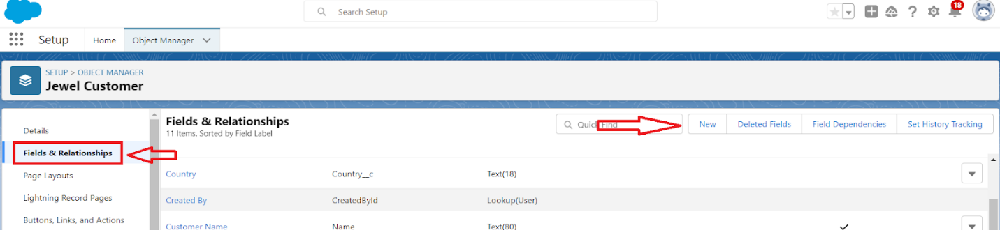 Search Setup
18
Setup
Home
Object Manager
SETUP > OBJECT MANAGER
Jewel Customer
Details
Fields & Relationships
Page Layouts
Lightning Record Pages
Buttons, Links, and Actions
Fields & Relationships
11 Items, Sorted by Field Label
Quick Find
New
Deleted Fields
Field Dependencies
Set History Tracking
Country Country__c Text(18)
Created By CreatedById Lookup(User)
Customer Name Name Text(80)